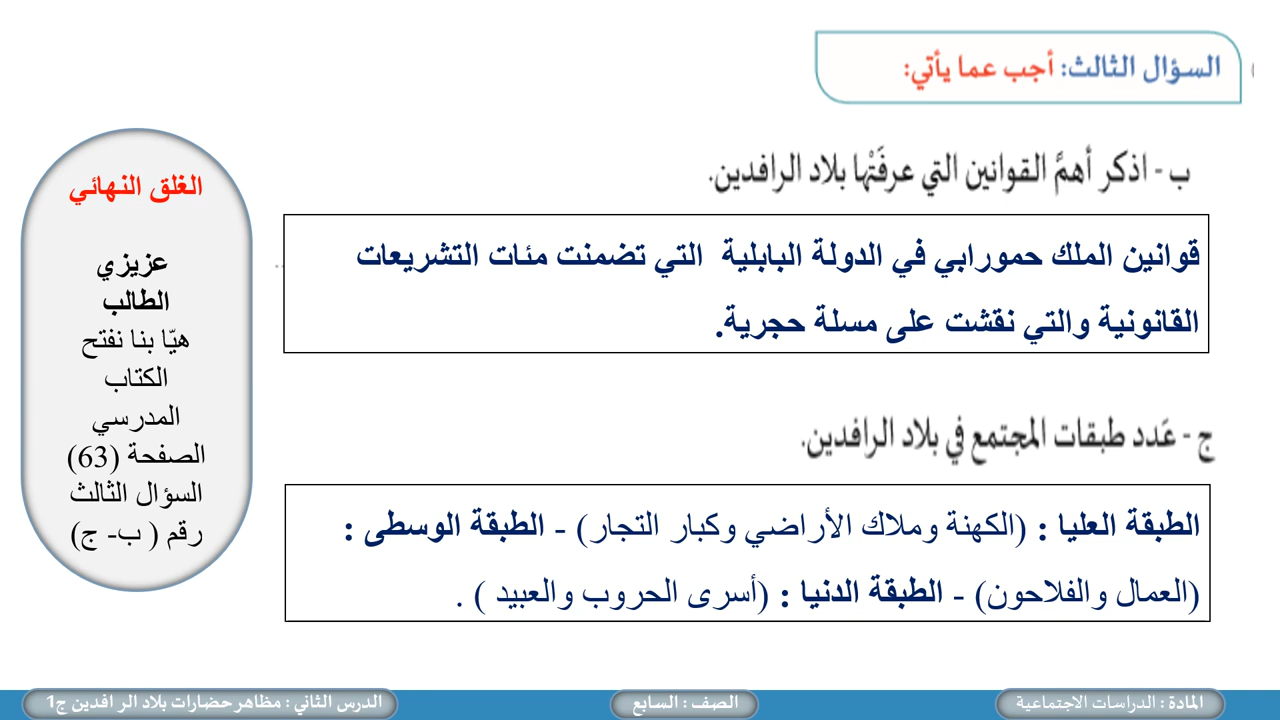 السؤال الثالث: أجب عما يأتي:
ب - اذكر أهمَّ القوانين التي عرفَتْها بلاد الرافدين.
قوانين الملك حمورابي في الدولة البابلية التي تضمنت مئات التشريعات
القانونية والتي نقشت على مسلة حجرية.
ج - عَدد طبقات المجتمع في بلاد الرافدين.
الطبقة العليا : (الكهنة وملاك الأراضي وكبار التجار) - الطبقة الوسطى :
(العمال والفلاحون) - الطبقة الدنيا : (أسرى الحروب والعبيد ) .
الغلق النهائي
عزيزي
الطالب
هيّا بنا نفتح
الكتاب
المدرسي
الصفحة (63)
السؤال الثالث
رقم ( ب- ج)
المادة : الدراسات الاجتماعية
الصف : السابع
الدرس الثاني : مظاهر حضارات بلاد الر افدين ج1